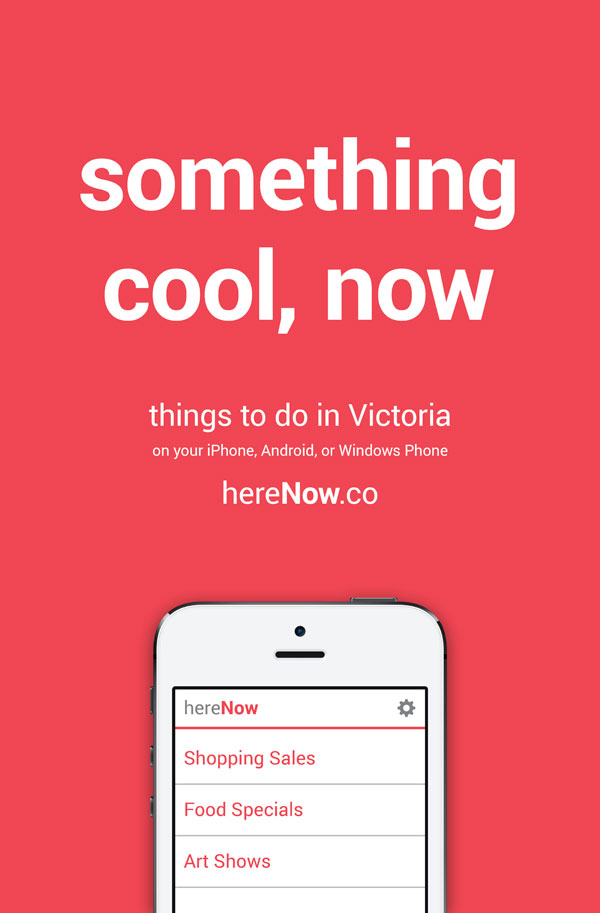 something
cool, now
things to do in Victoria
on your iPhone, Android, or Windows Phone
hereNow.co
hereNow
Shopping Sales
Food Specials
Art Shows